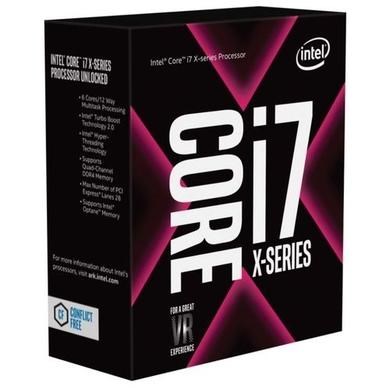 INTEL® CORE™ i7 X-SERIES
PROCESSOR UNLOCKED
• 6 Cores/12 Way
Multitask Processing
• Intel® Turbo Boost
Technology 2.0
• Intel® Hyper-
Threading
Technology
• Supports
Quad-Channel
DDR4 Memory
• Max Number of PCI
Express® Lanes 28
• Supports Intel®
Optane™ Memory
For more information about Intel's
processors, visit ark.intel.com
CF
CONFLICT
FREE
Intel® Core™ i7 X-series Processor
intel
CORE
i7
X-SERIES
FOR A GREAT
VR
EXPERIENCE